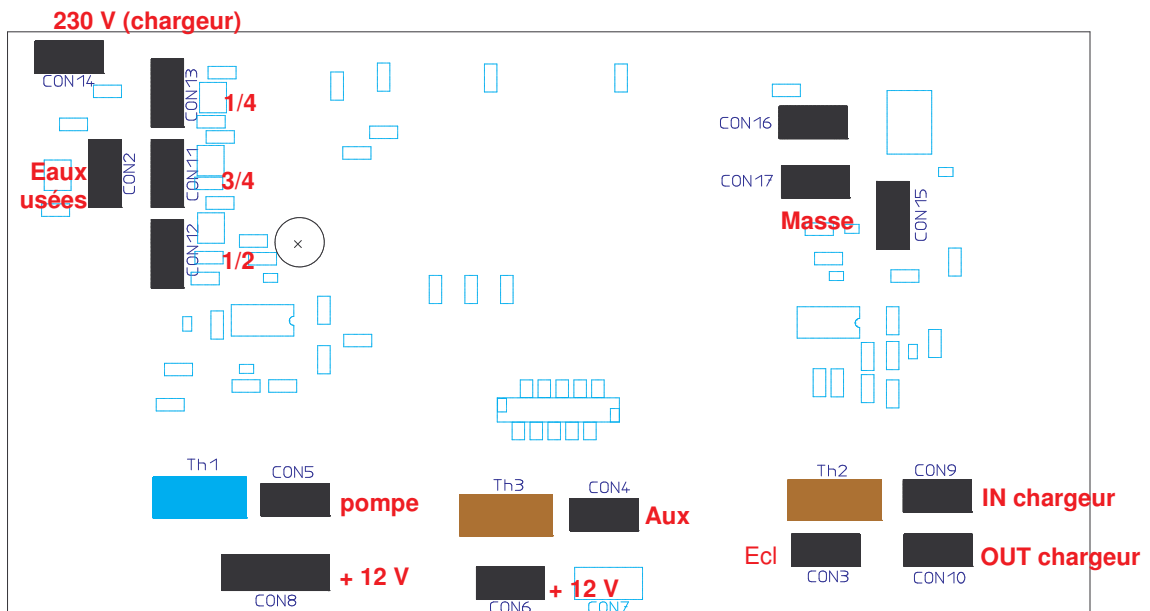 230 V (chargeur)
CON14
CON13
1/4
CON16
Eaux
usées
CON2
CON11
3/4
CON17
Masse
CON15
CON12
1/2
Th1
CON5
pompe
Th3
CON4
Aux
Th2
CON9
IN chargeur
CON8
+ 12 V
CON6
+ 12 V
CON7
Ecl
CON3
CON10
OUT chargeur